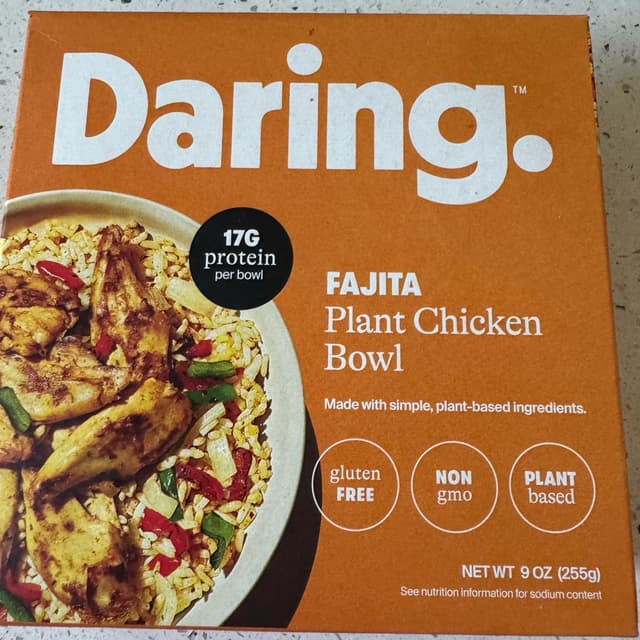 Daring.™
17G
protein
per bowl
FAJITA
Plant Chicken
Bowl
Made with simple, plant-based ingredients.
gluten
FREE
NON
gmo
PLANT
based
NET WT 9 OZ (255g)
See nutrition information for sodium content